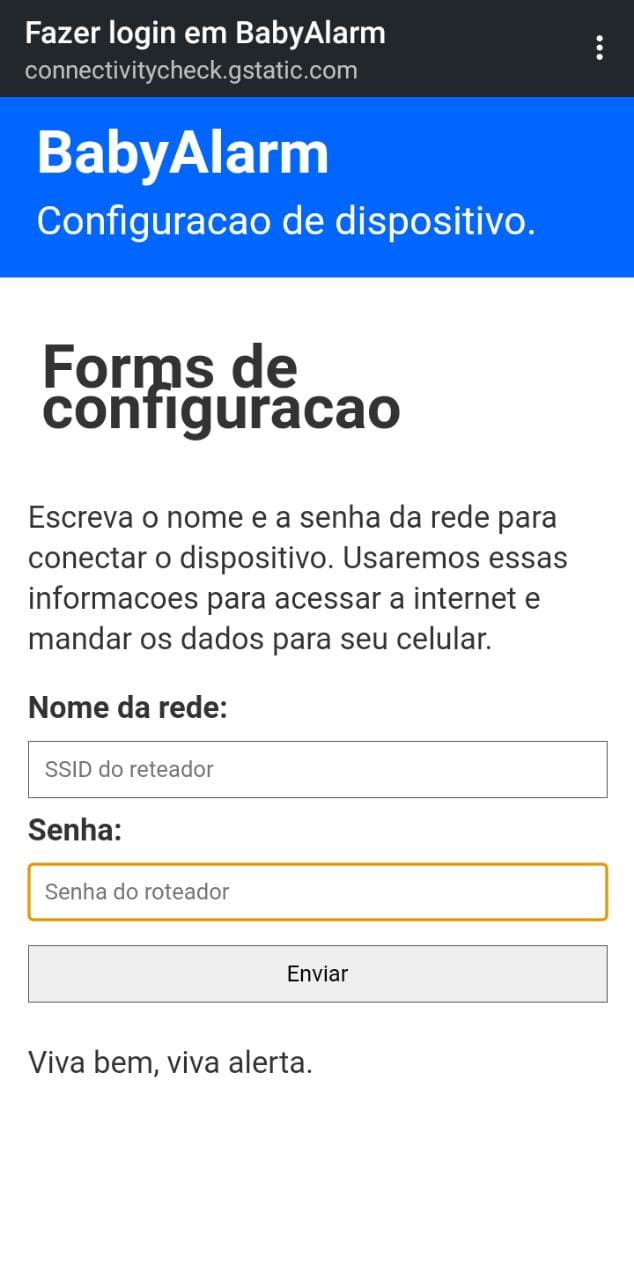 Fazer login em BabyAlarm
connectivitycheck.gstatic.com
BabyAlarm
Configuracao de dispositivo.
Forms de
configuracao
Escreva o nome e a senha da rede para
conectar o dispositivo. Usaremos essas
informacoes para acessar a internet e
mandar os dados para seu celular.
Nome da rede:
SSID do reteador
Senha:
Senha do roteador
Enviar
Viva bem, viva alerta.